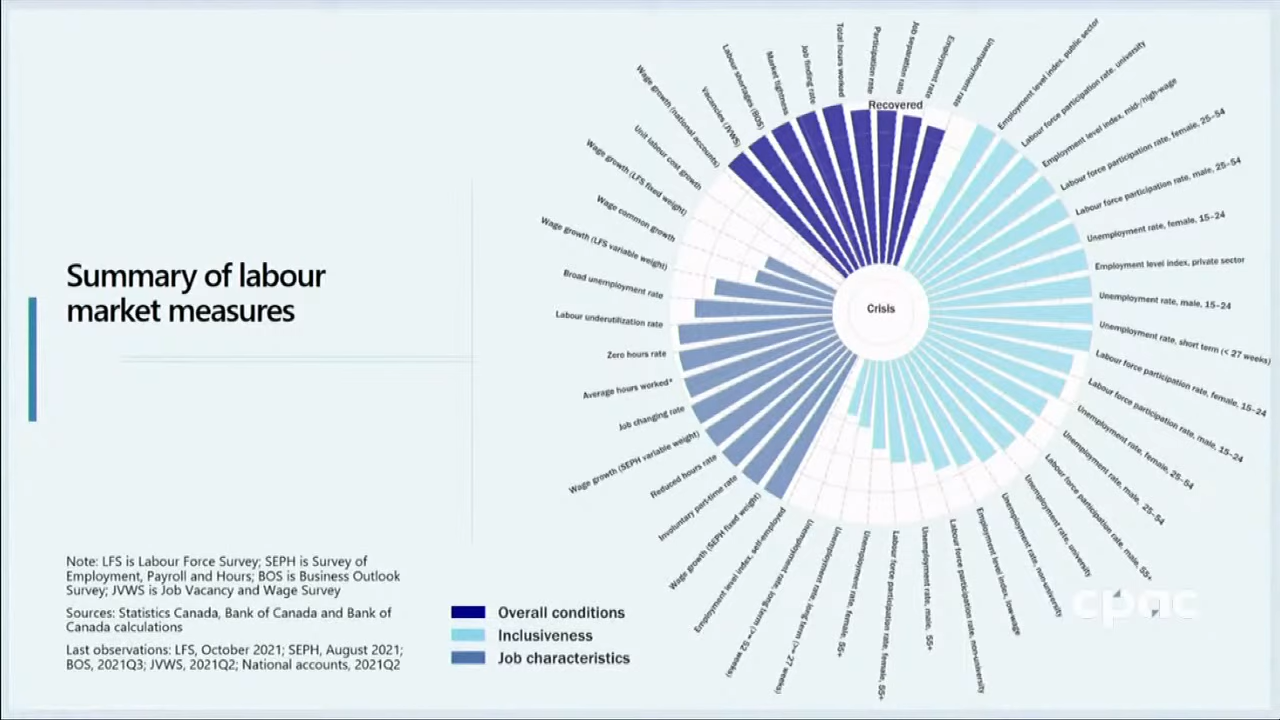 Summary of labour
market measures
Note: LFS is Labour Force Survey; SEPH is Survey of
Employment, Payroll and Hours; BOS is Business Outlook
Survey; JVWS is Job Vacancy and Wage Survey
Sources: Statistics Canada, Bank of Canada and Bank of
Canada calculations
Last observations: LFS, October 2021; SEPH, August 2021;
BOS, 2021Q3; JVWS, 2021Q2; National accounts, 2021Q2
Overall conditions
Inclusiveness
Job characteristics
Recovered
Crisis
Unemployment rate
Employment rate
Job separation rate
Participation rate
Total hours worked
Job finding rate
Market tightness
Labour shortages (BOS)
Vacancies (JVWS)
Wage growth (national accounts)
Unit labour cost growth
Wage growth (LFS fixed weight)
Wage common growth
Wage growth (LFS variable weight)
Broad unemployment rate
Labour underutilization rate
Zero hours rate
Average hours worked*
Job changing rate
Wage growth (SEPH variable weight)
Reduced hours rate
Involuntary part-time rate
Wage growth (SEPH fixed weight)
Employment level index, self-employed
Unemployment rate, long term (>= 52 weeks)
Unemployment rate, long term (>= 27 weeks)
Unemployment rate, female, 55+
Labour force participation rate, female, 55+
Unemployment rate, male, 55+
Labour force participation rate, non-university
Employment level index, low-wage
Unemployment rate, non-university
Unemployment rate, university
Labour force participation rate, male, 55+
Unemployment rate, male, 25–54
Unemployment rate, female, 25–54
Labour force participation rate, male, 15–24
Labour force participation rate, female, 15–24
Unemployment rate, short term (< 27 weeks)
Unemployment rate, male, 15–24
Employment level index, private sector
Unemployment rate, female, 15–24
Labour force participation rate, male, 25–54
Labour force participation rate, female, 25–54
Employment level index, mid-/high-wage
Labour force participation rate, university
Employment level index, public sector
cpac